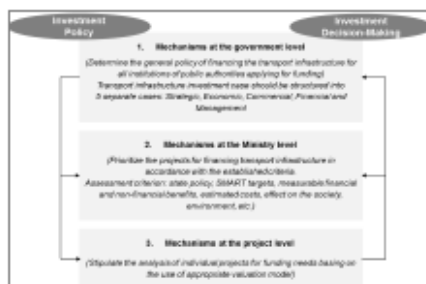 Investment
Policy
Investment
Decision-Making
1. Mechanisms at the government level
(Determine the general policy of financing the transport infrastructure for
all institutions of public authorities applying for funding)
Transport infrastructure investment case should be structured into
5 separate cases: Strategic, Economic, Commercial, Financial and
Management
2. Mechanisms at the Ministry level
(Prioritize the projects for financing transport infrastructure in
accordance with the established criteria.
Assessment criterion: state policy, SMART targets, measurable financial
and non-financial benefits, estimated costs, effect on the society,
environment, etc.)
3. Mechanisms at the project level
(Stipulate the analysis of individual projects for funding needs basing on
the use of appropriate valuation model)